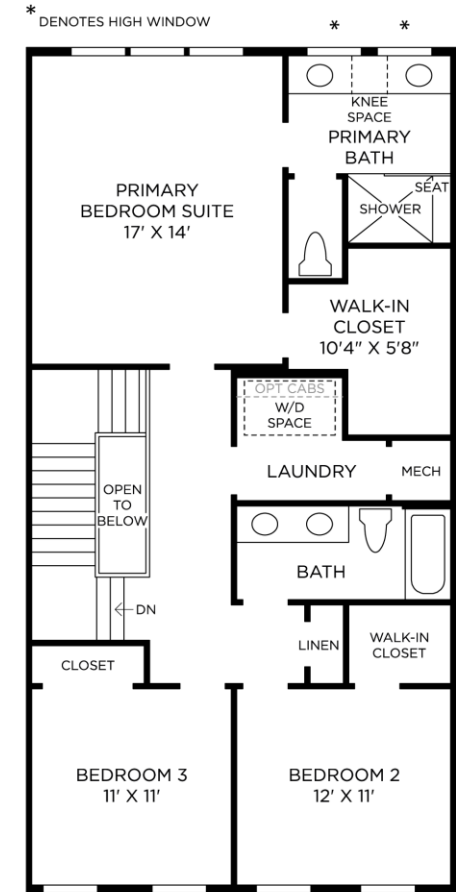 * DENOTES HIGH WINDOW
* *
KNEE
SPACE
PRIMARY
BATH
SEAT
SHOWER
PRIMARY
BEDROOM SUITE
17' X 14'
WALK-IN
CLOSET
10'4" X 5'8"
OPT CABS
W/D
SPACE
LAUNDRY
MECH
OPEN
TO
BELOW
BATH
DN
LINEN
WALK-IN
CLOSET
CLOSET
BEDROOM 3
11' X 11'
BEDROOM 2
12' X 11'